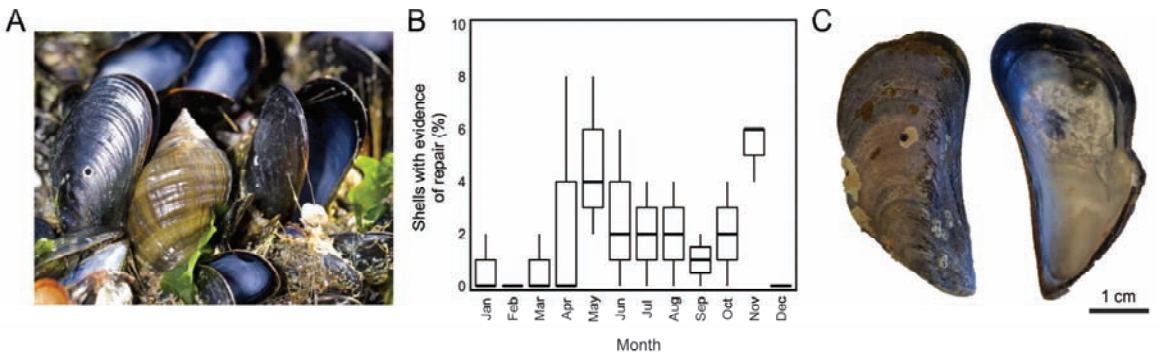 A
B
C
Shells with evidence
of repair (%)
10
8
6
4
2
0
Jan
Feb
Mar
Apr
May
Jun
Jul
Aug
Sep
Oct
Nov
Dec
Month
1 cm